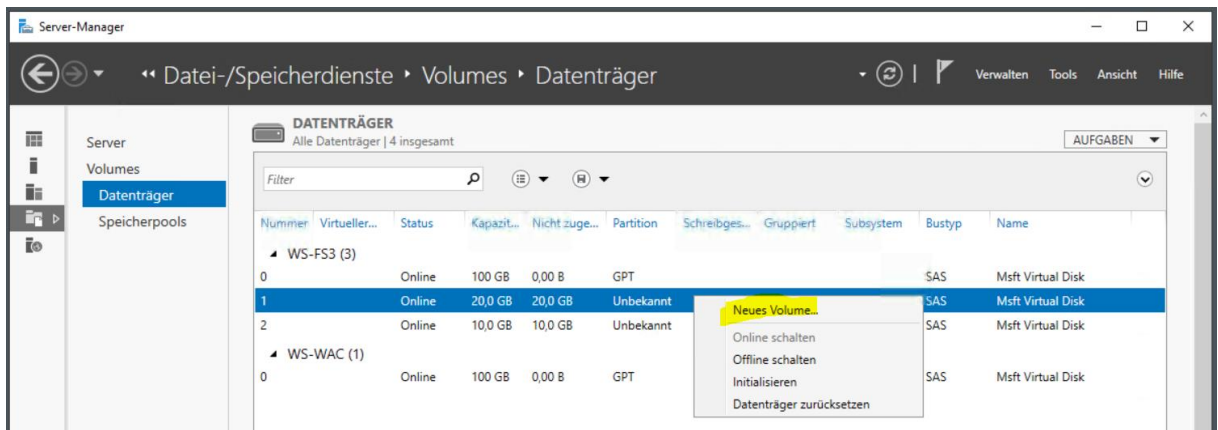 Server-Manager
Datei-/Speicherdienste Volumes Datenträger
Verwalten Tools Ansicht Hilfe
Server
Volumes
Datenträger
Speicherpools
DATENTRÄGER
Alle Datenträger | 4 insgesamt
AUFGABEN
Filter
Nummer Virtueller... Status Kapazit... Nicht zuge... Partition Schreibges... Gruppiert Subsystem Bustyp Name
WS-FS3 (3)
0 Online 100 GB 0,00 B GPT SAS Msft Virtual Disk
1 Online 20,0 GB 20,0 GB Unbekannt SAS Msft Virtual Disk
2 Online 10,0 GB 10,0 GB Unbekannt SAS Msft Virtual Disk
WS-WAC (1)
0 Online 100 GB 0,00 B GPT SAS Msft Virtual Disk
Neues Volume...
Online schalten
Offline schalten
Initialisieren
Datenträger zurücksetzen